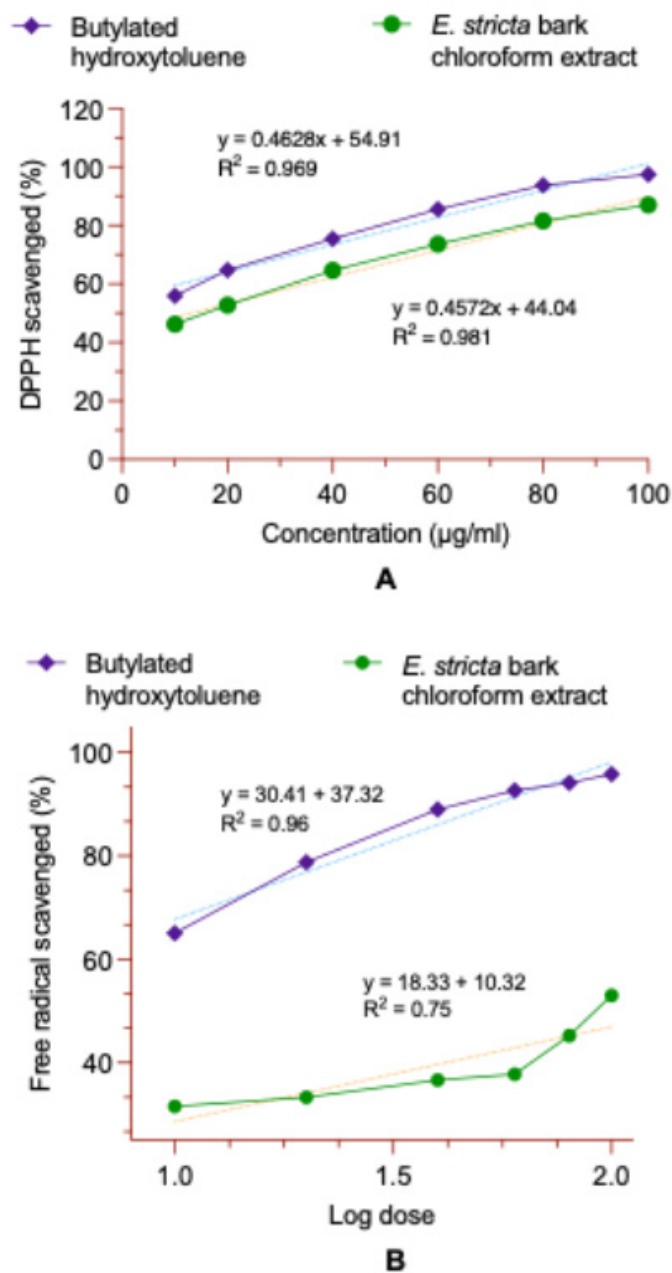 Butylated
hydroxytoluene
E. stricta bark
chloroform extract
DPPH scavenged (%)
120
100
80
60
40
20
0
y = 0.4628x + 54.91
R² = 0.969
y = 0.4572x + 44.04
R² = 0.981
0 20 40 60 80 100
Concentration (µg/ml)
A
Butylated
hydroxytoluene
E. stricta bark
chloroform extract
Free radical scavenged (%)
100
80
60
40
y = 30.41 + 37.32
R² = 0.96
y = 18.33 + 10.32
R² = 0.75
1.0 1.5 2.0
Log dose
B